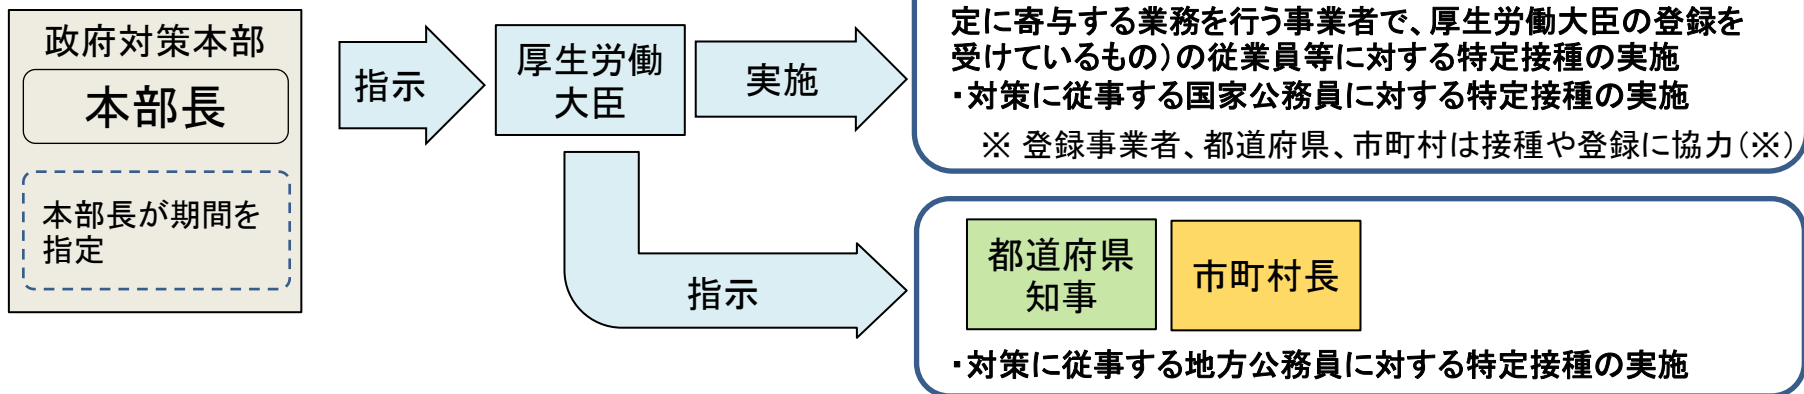 政府対策本部
本部長
本部長が期間を
指定
指示
厚生労働
大臣
実施
定に寄与する業務を行う事業者で、厚生労働大臣の登録を
受けているもの）の従業員等に対する特定接種の実施
・対策に従事する国家公務員に対する特定接種の実施
※ 登録事業者、都道府県、市町村は接種や登録に協力（※）
指示
都道府県
知事
市町村長
・対策に従事する地方公務員に対する特定接種の実施